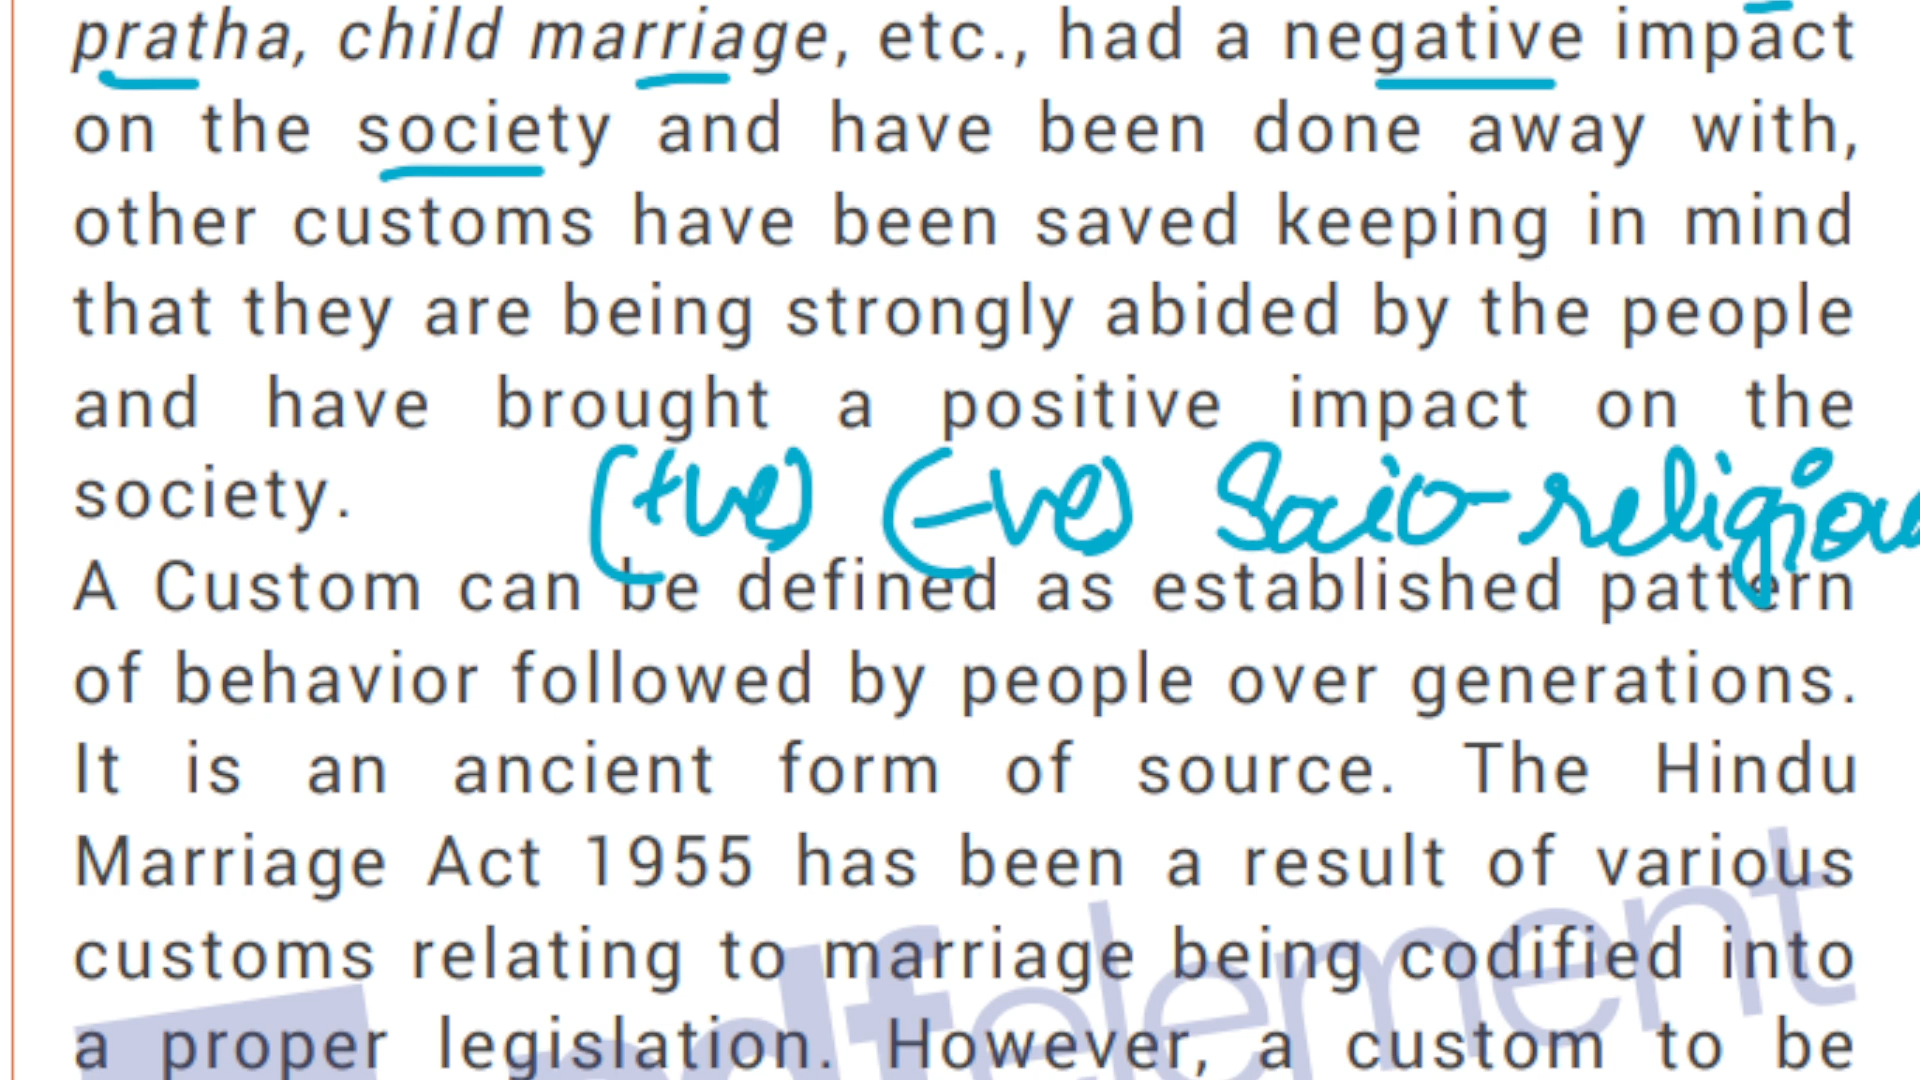 pratha, child marriage, etc., had a negative impact
on the society and have been done away with,
other customs have been saved keeping in mind
that they are being strongly abided by the people
and have brought a positive impact on the
society. (+ve) (-ve) Socio-religiou
A Custom can be defined as established pattern
of behavior followed by people over generations.
It is an ancient form of source. The Hindu
Marriage Act 1955 has been a result of various
customs relating to marriage being codified into
a proper legislation. However, a custom to be
pdfelement